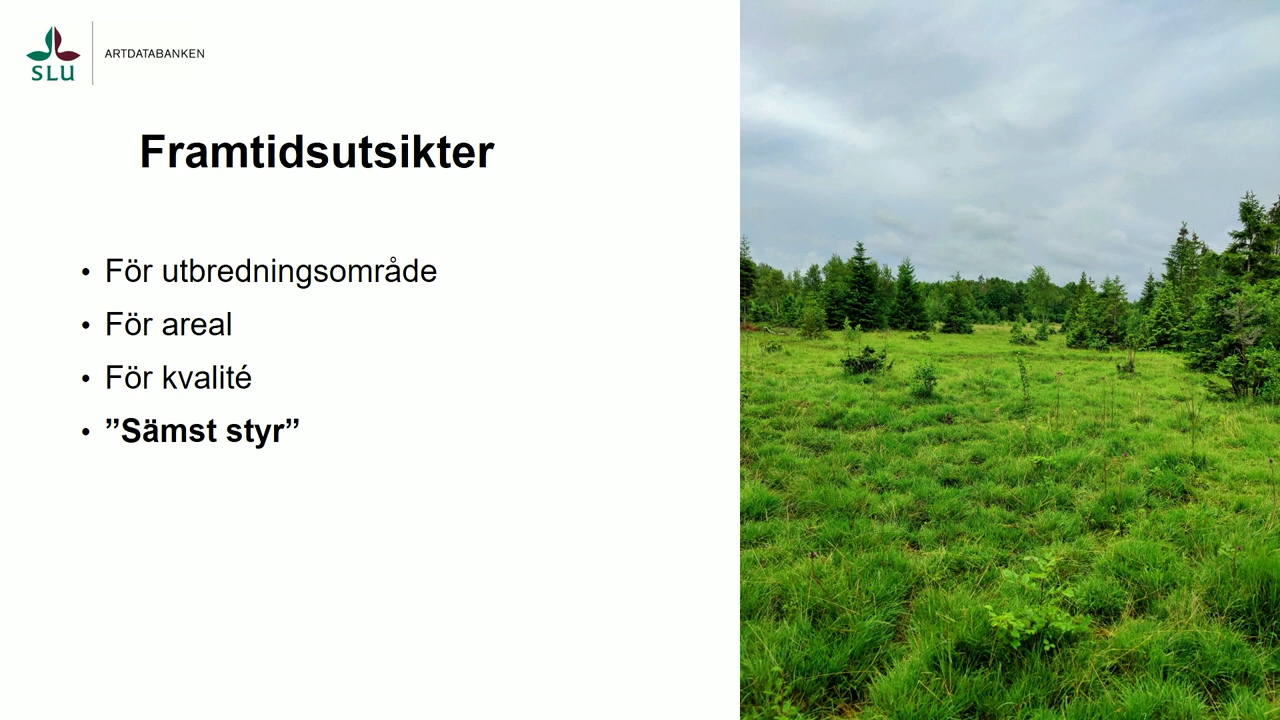 SLU
ARTDATABANKEN
Framtidsutsikter
• För utbredningsområde
• För areal
• För kvalité
• ”Sämst styr”